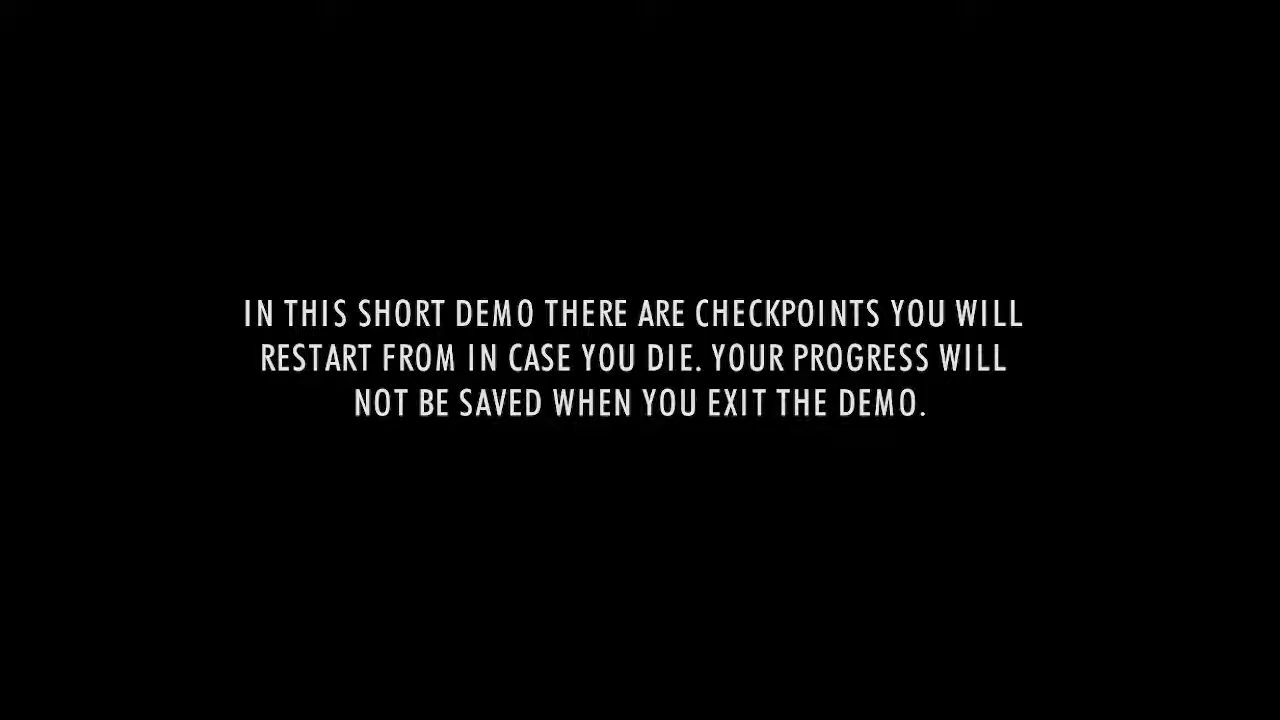 IN THIS SHORT DEMO THERE ARE CHECKPOINTS YOU WILL
RESTART FROM IN CASE YOU DIE. YOUR PROGRESS WILL
NOT BE SAVED WHEN YOU EXIT THE DEMO.